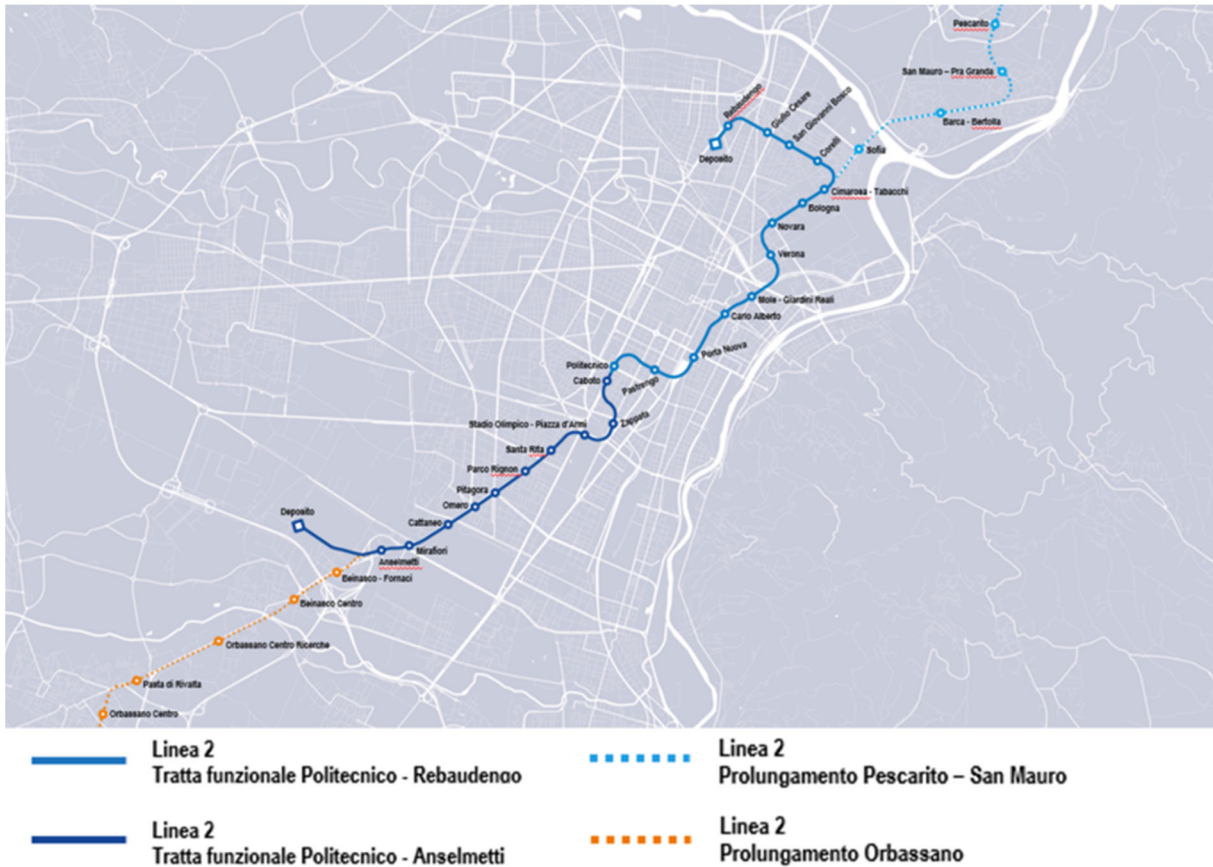 Pescarito
San Mauro – Pra Granda
Barca - Bertolla
Sofia
Rebaudengo
Giulio Cesare
San Giovanni Bosco
Corelli
Deposito
Cimarosa - Tabacchi
Bologna
Novara
Verona
Mole - Giardini Reali
Carlo Alberto
Porta Nuova
Politecnico
Pastrengo
Caboto
Zappata
Stadio Olimpico - Piazza d'Armi
Santa Rita
Parco Rignon
Pitagora
Omero
Cattaneo
Deposito
Mirafiori
Anselmetti
Beinasco - Fornaci
Beinasco Centro
Orbassano Centro Ricerche
Pasta di Rivalta
Orbassano Centro
Linea 2
Tratta funzionale Politecnico - Rebaudengo
Linea 2
Prolungamento Pescarito – San Mauro
Linea 2
Tratta funzionale Politecnico - Anselmetti
Linea 2
Prolungamento Orbassano